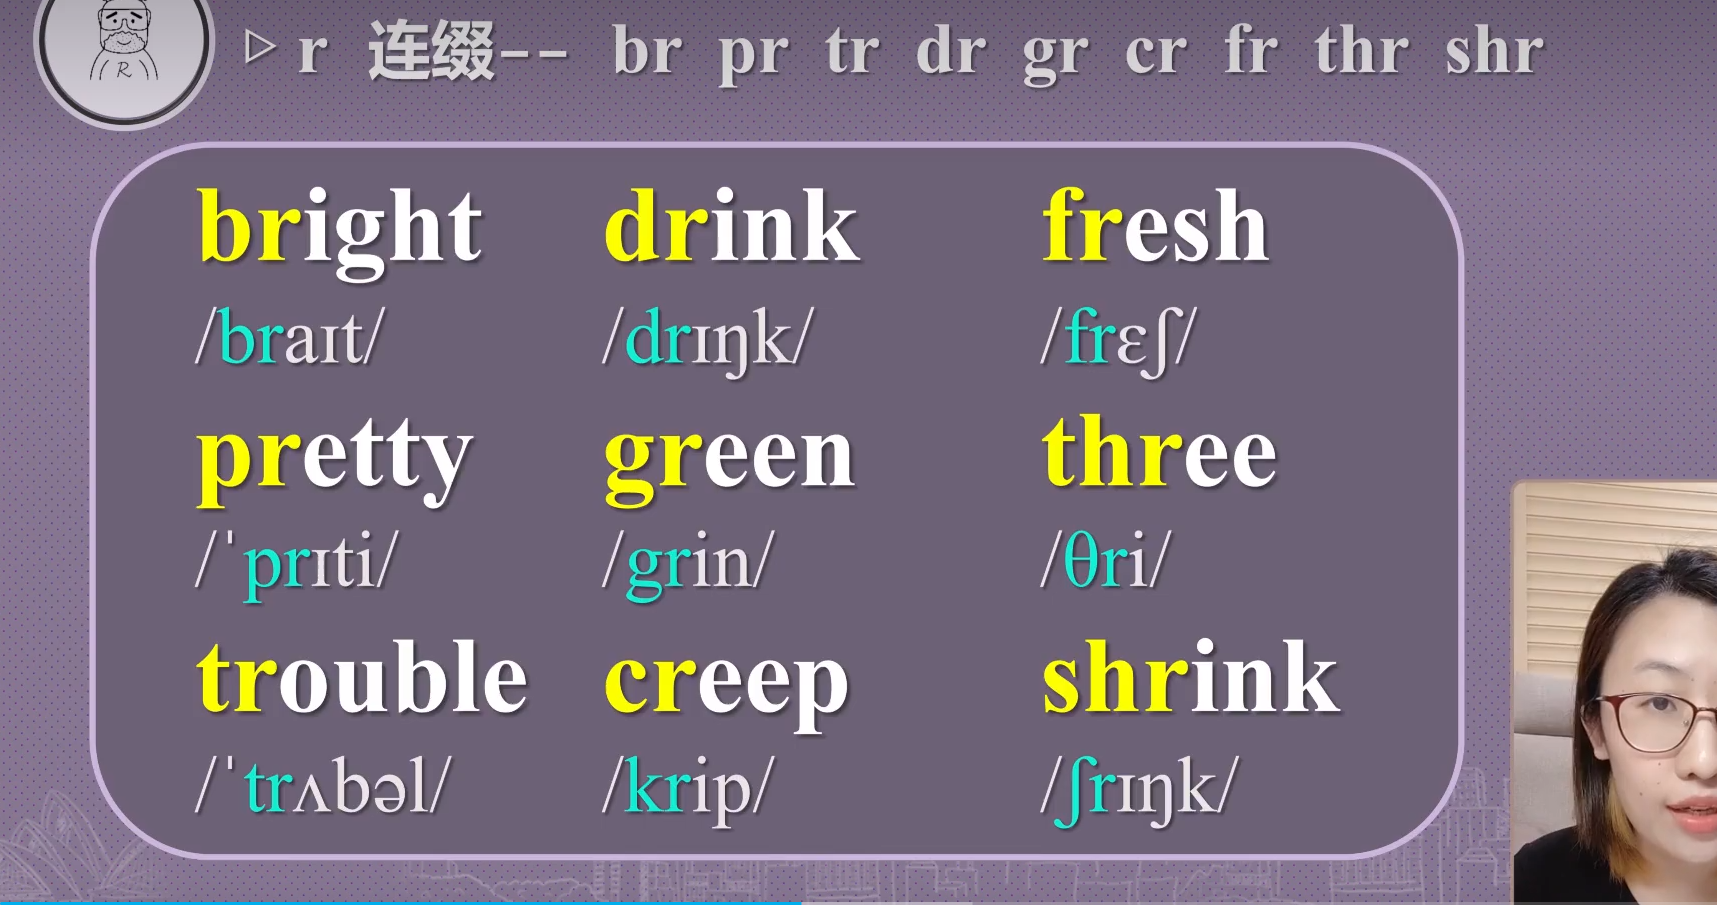 R
r 连缀-- br pr tr dr gr cr fr thr shr
bright drink fresh
/braɪt/ /drɪŋk/ /frɛʃ/
pretty green three
/ˈprɪti/ /grin/ /θri/
trouble creep shrink
/ˈtrʌbəl/ /krip/ /ʃrɪŋk/